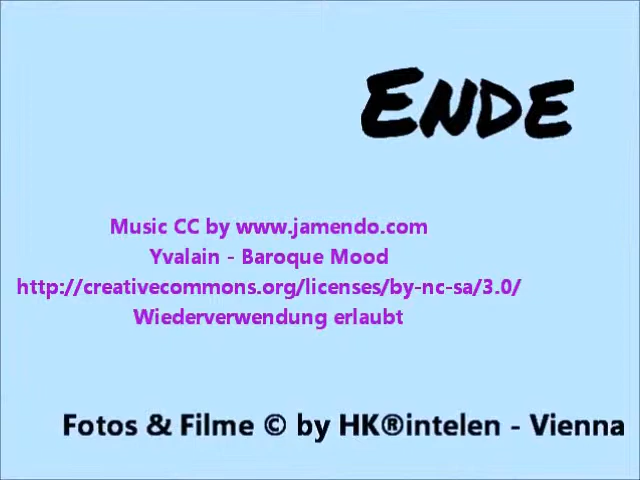 Ende
Music CC by www.jamendo.com
Yvalain - Baroque Mood
http://creativecommons.org/licenses/by-nc-sa/3.0/
Wiederverwendung erlaubt
Fotos & Filme © by HK®intelen - Vienna